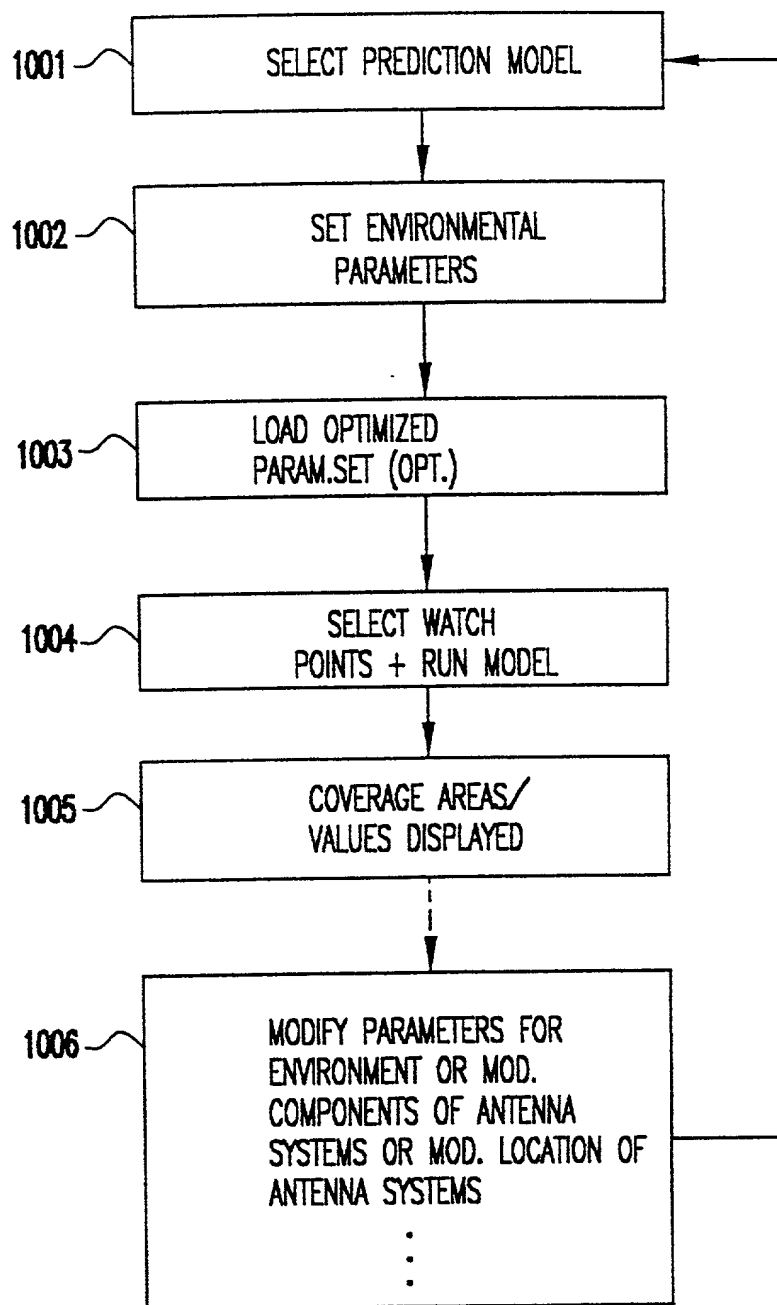 1001
SELECT PREDICTION MODEL
1002
SET ENVIRONMENTAL
PARAMETERS
1003
LOAD OPTIMIZED
PARAM.SET (OPT.)
1004
SELECT WATCH
POINTS + RUN MODEL
1005
COVERAGE AREAS/
VALUES DISPLAYED
1006
MODIFY PARAMETERS FOR
ENVIRONMENT OR MOD.
COMPONENTS OF ANTENNA
SYSTEMS OR MOD. LOCATION OF
ANTENNA SYSTEMS